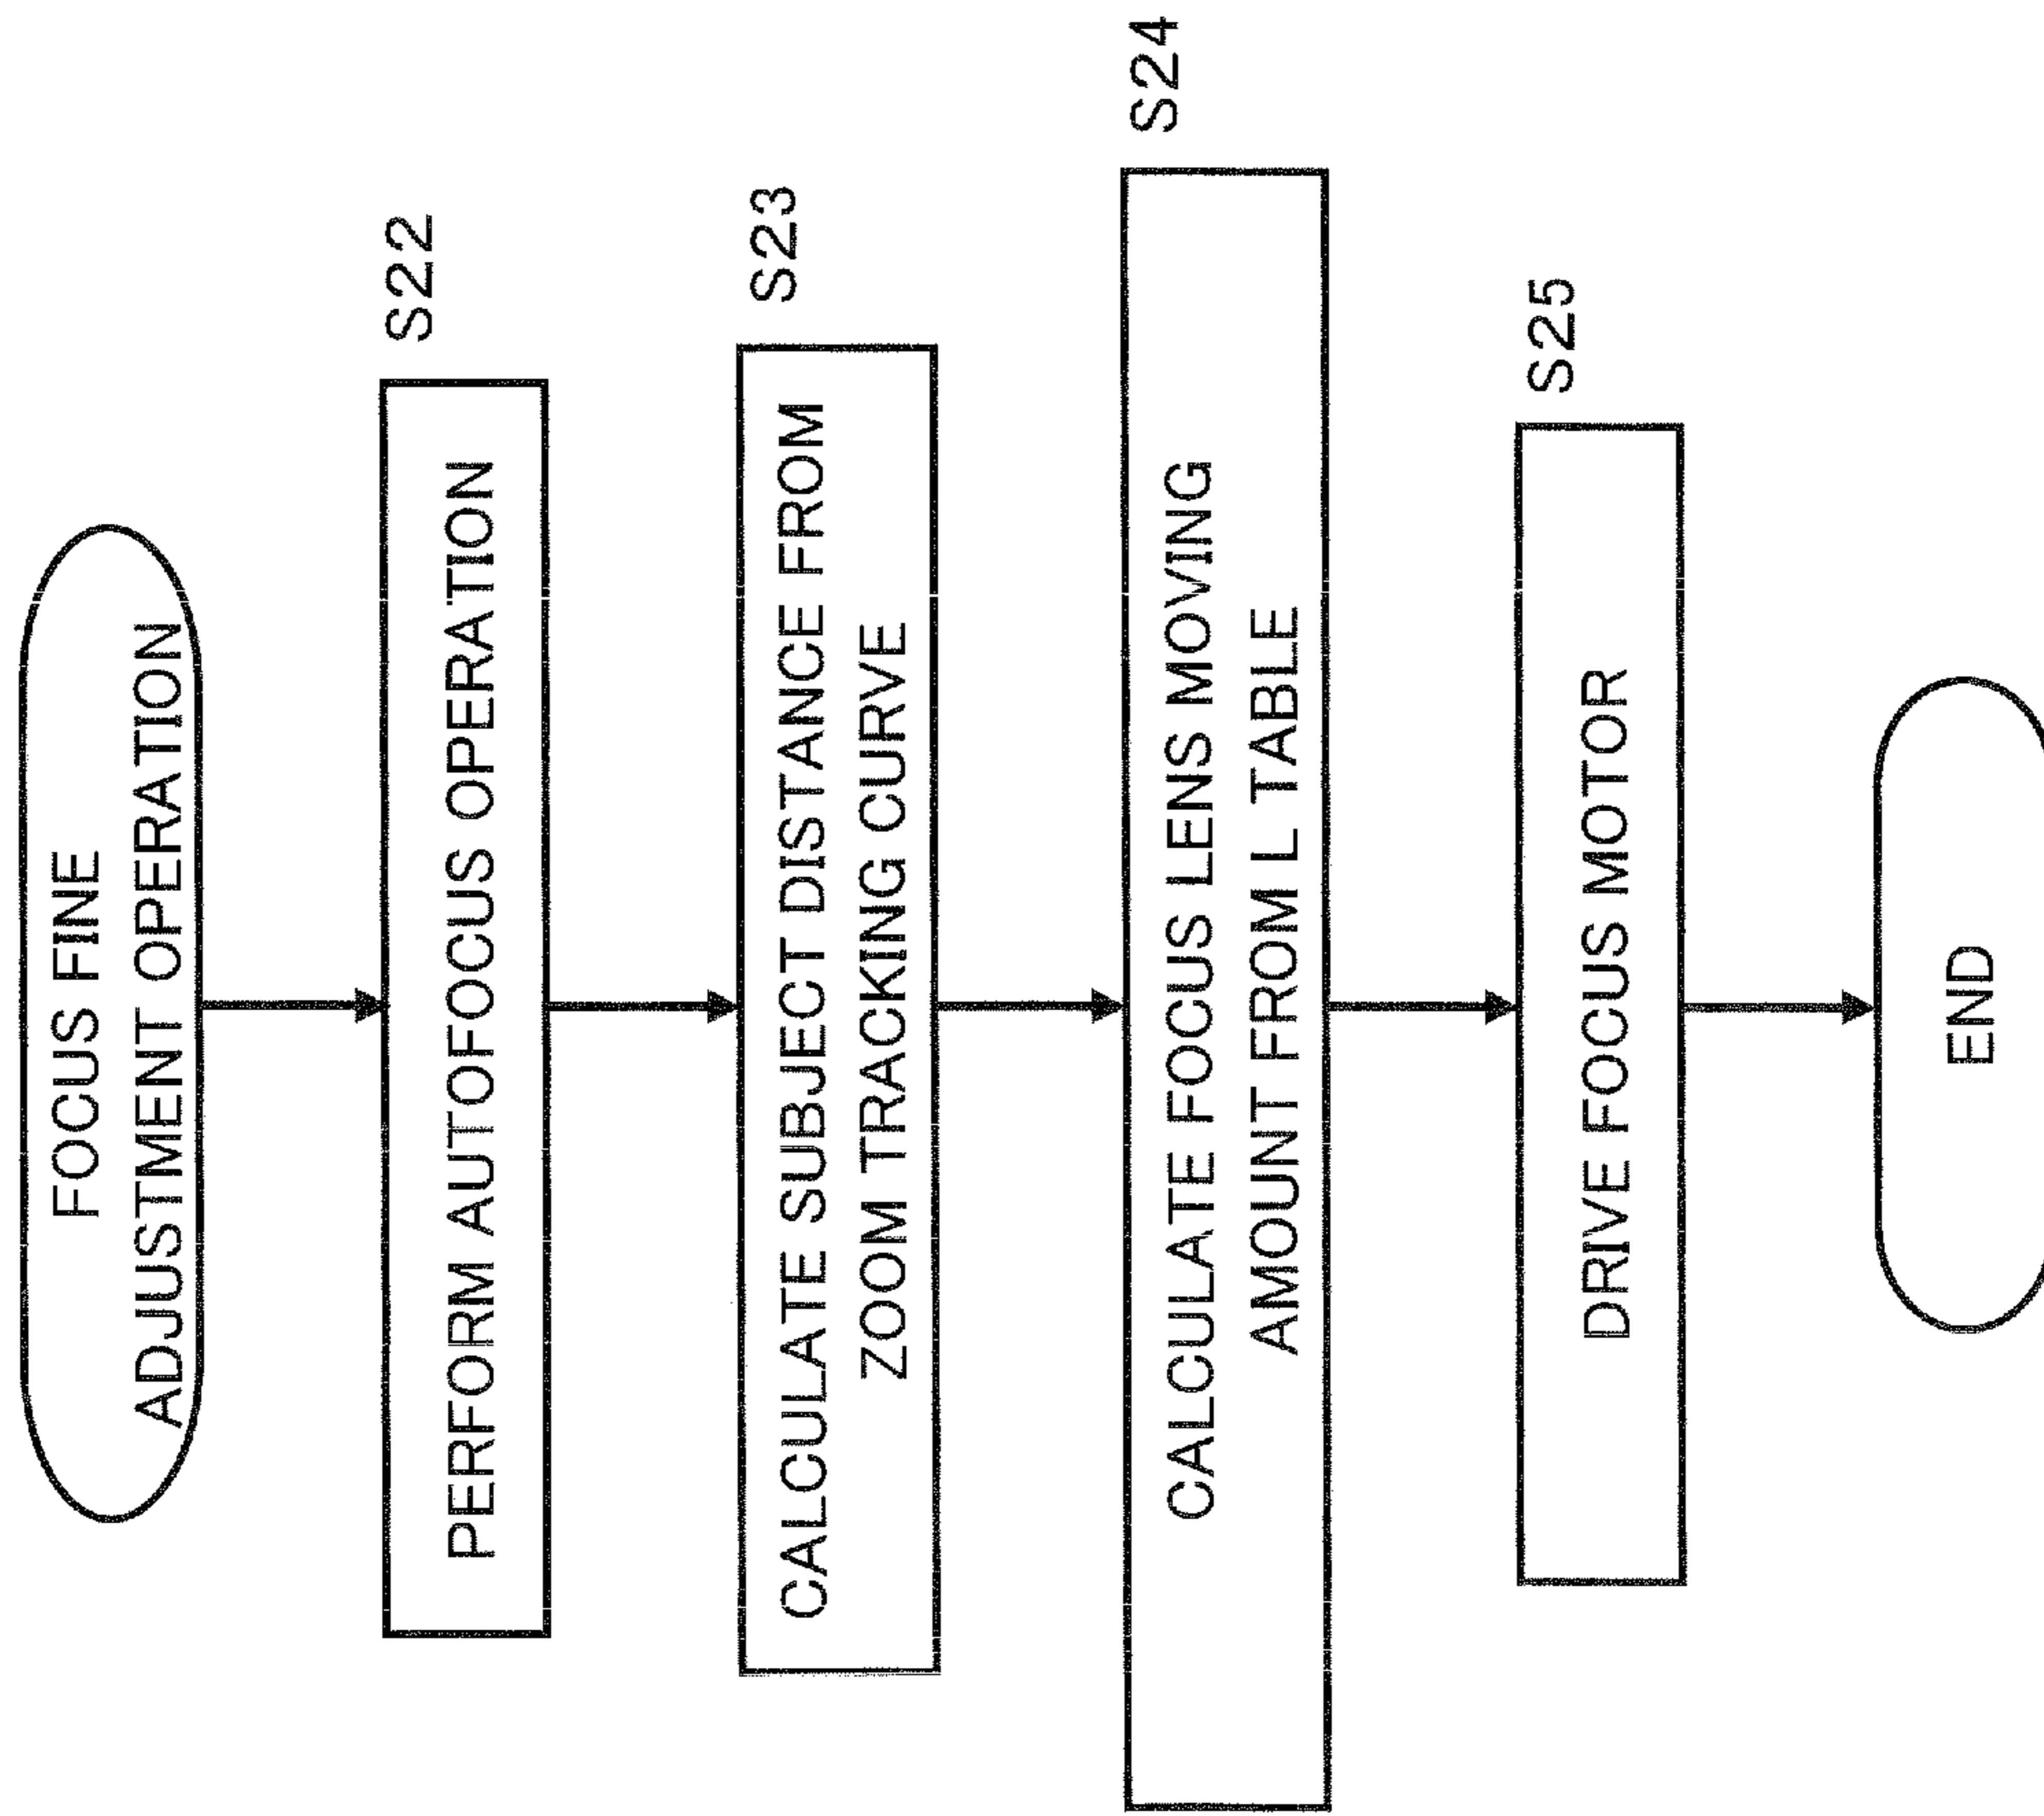 FOCUS FINE
ADJUSTMENT OPERATION
S22
PERFORM AUTOFOCUS OPERATION
S23
CALCULATE SUBJECT DISTANCE FROM
ZOOM TRACKING CURVE
S24
CALCULATE FOCUS LENS MOVING
AMOUNT FROM L TABLE
S25
DRIVE FOCUS MOTOR
END